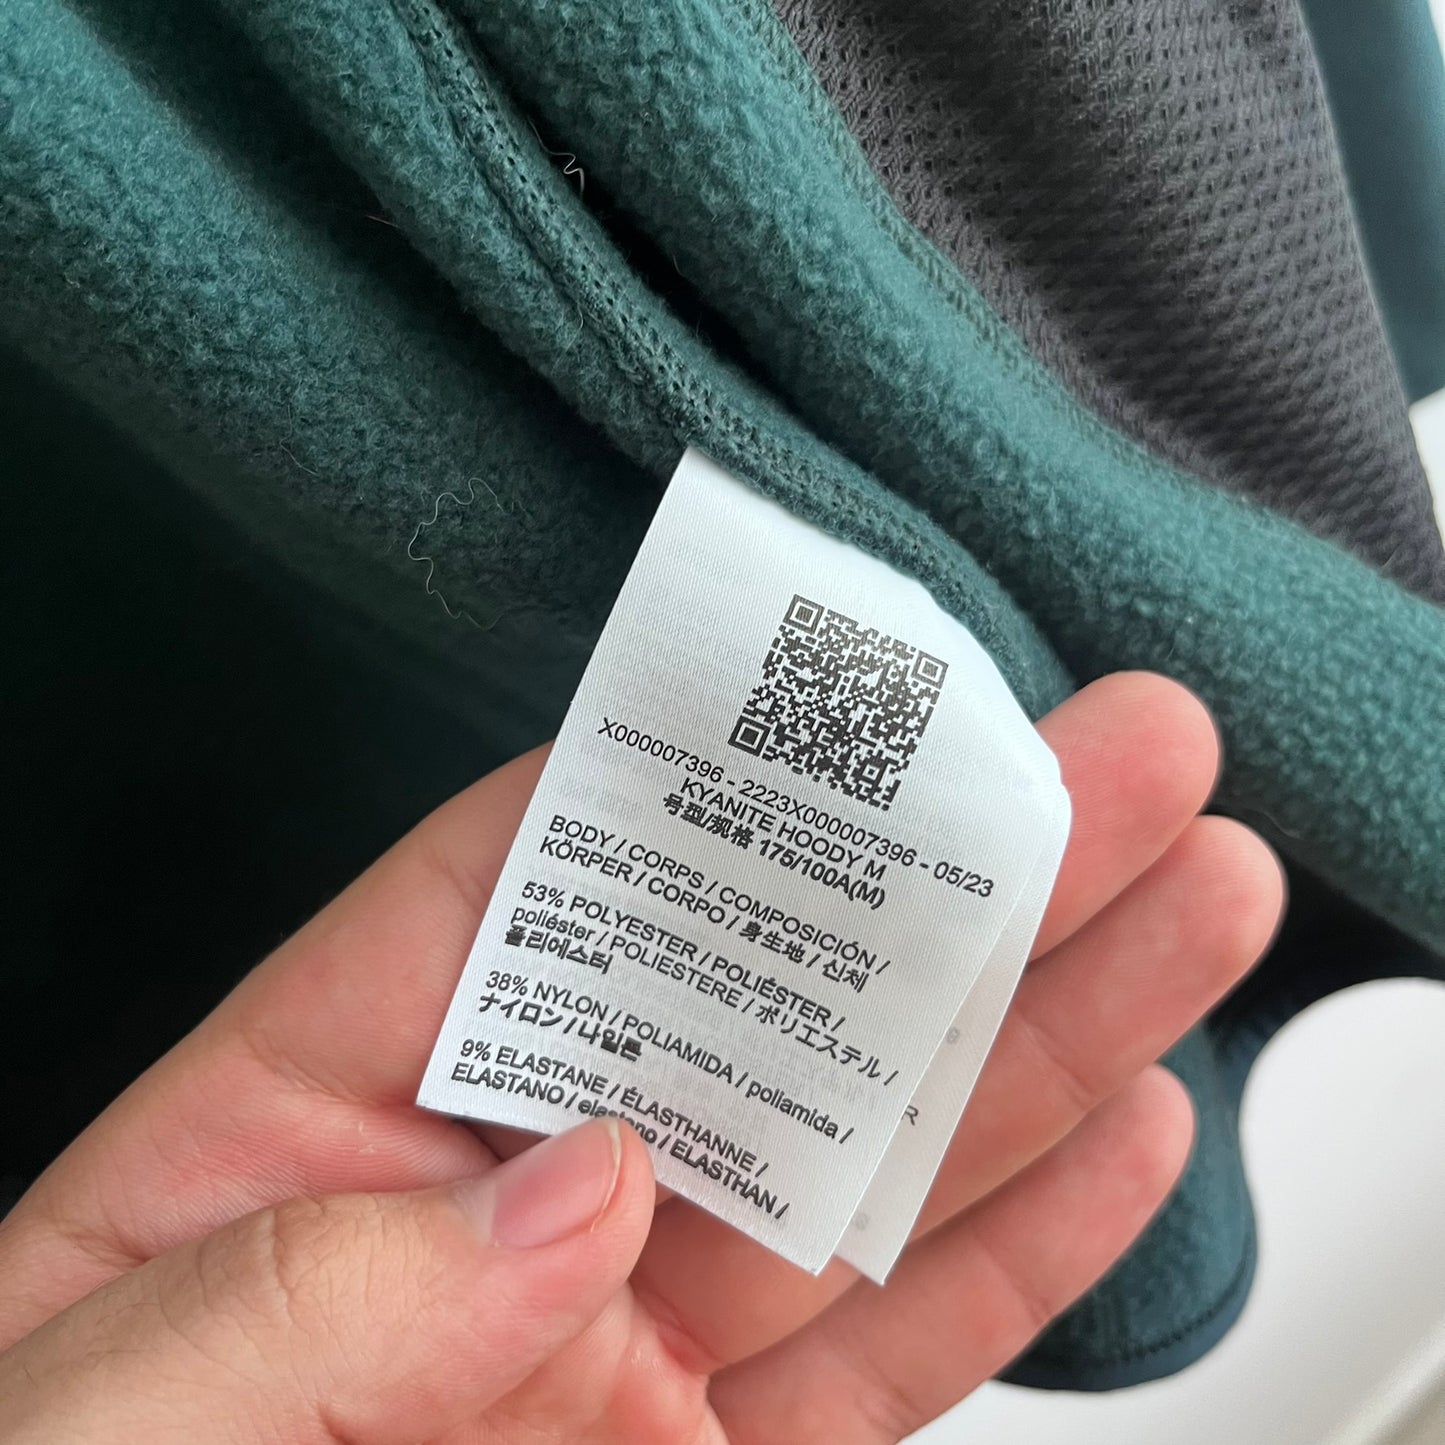 X000007396 - 2223X000007396 - 05/23
KYANITE HOODY M
号型/规格 175/100A(M)
BODY / CORPS / COMPOSICIÓN /
KÖRPER / CORPO / 身生地 / 신체
53% POLYESTER / POLIÉSTER /
poliéster / POLIESTERE / ポリエステル /
폴리에스터
38% NYLON / POLIAMIDA / poliamida /
ナイロン / 나일론
9% ELASTANE / ÉLASTHANNE /
ELASTANO / elastano / ELASTHAN /
R